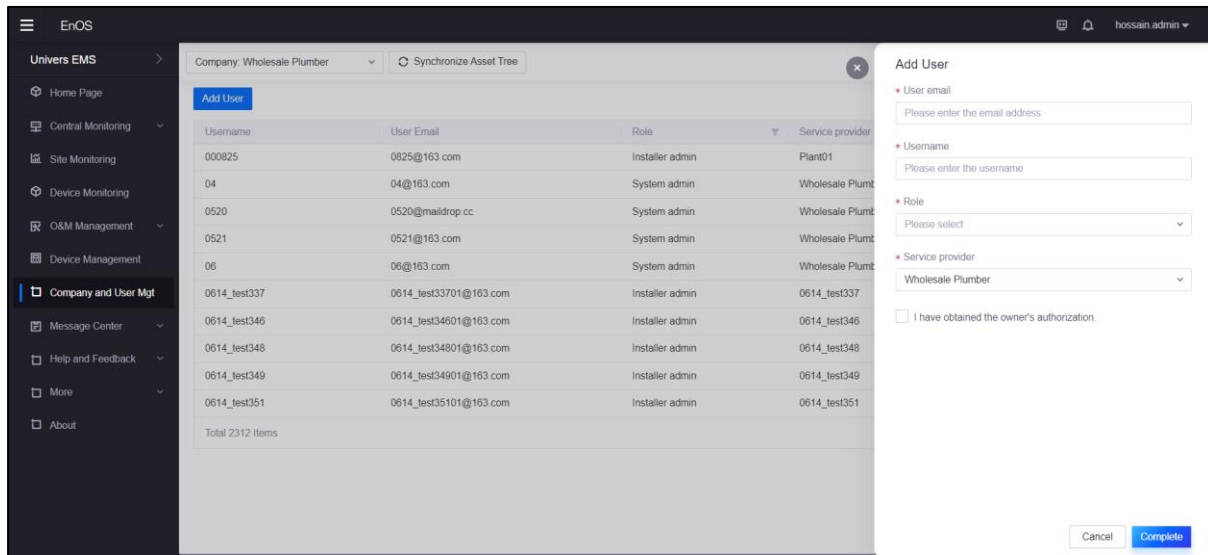 EnOS
hossain.admin
Univers EMS
Home Page
Central Monitoring
Site Monitoring
Device Monitoring
O&M Management
Device Management
Company and User Mgt
Message Center
Help and Feedback
More
About
Company: Wholesale Plumber
Synchronize Asset Tree
Add User
Username User Email Role Service provider
000825 0825@163.com Installer admin Plant01
04 04@163.com System admin Wholesale Plumb
0520 0520@maildrop.cc System admin Wholesale Plumb
0521 0521@163.com System admin Wholesale Plumb
06 06@163.com System admin Wholesale Plumb
0614_test337 0614_test33701@163.com Installer admin 0614_test337
0614_test346 0614_test34601@163.com Installer admin 0614_test346
0614_test348 0614_test34801@163.com Installer admin 0614_test348
0614_test349 0614_test34901@163.com Installer admin 0614_test349
0614_test351 0614_test35101@163.com Installer admin 0614_test351
Total 2312 Items
Add User
* User email
Please enter the email address
* Username
Please enter the username
* Role
Please select
* Service provider
Wholesale Plumber
I have obtained the owner's authorization.
Cancel Complete